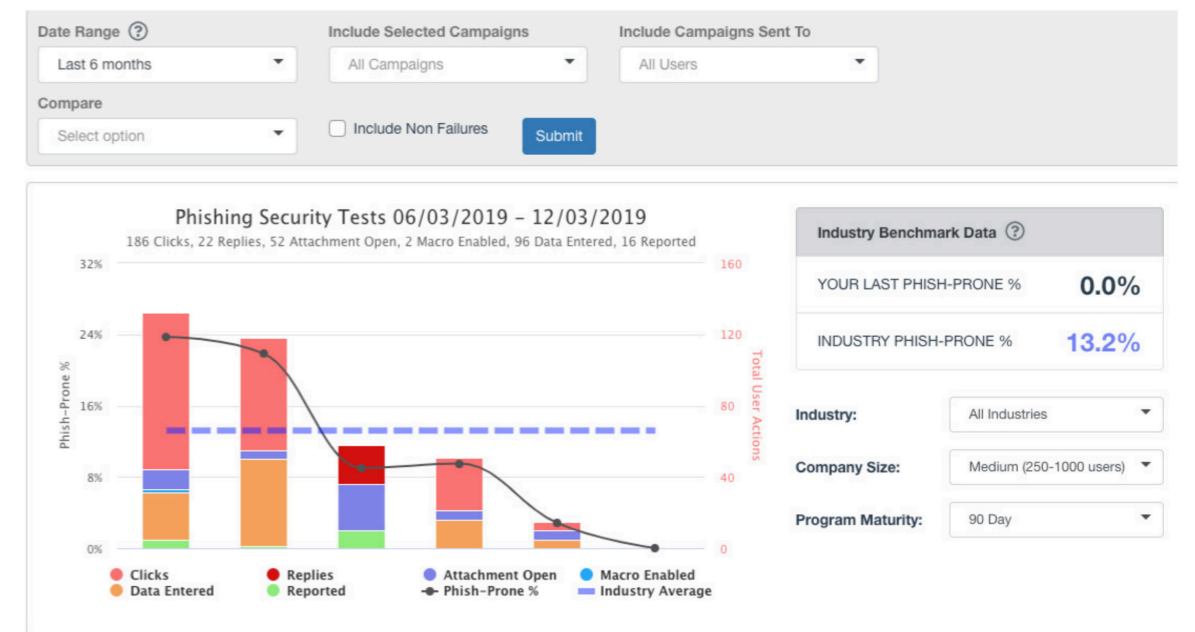 Date Range ?
Include Selected Campaigns
Include Campaigns Sent To
Last 6 months
All Campaigns
All Users
Compare
Select option
Include Non Failures
Submit
Phishing Security Tests 06/03/2019 – 12/03/2019
186 Clicks, 22 Replies, 52 Attachment Open, 2 Macro Enabled, 96 Data Entered, 16 Reported
32%
24%
16%
8%
0%
Phish-Prone %
160
120
80
40
0
Total User Actions
Clicks
Replies
Attachment Open
Macro Enabled
Data Entered
Reported
Phish-Prone %
Industry Average
Industry Benchmark Data ?
YOUR LAST PHISH-PRONE % 0.0%
INDUSTRY PHISH-PRONE % 13.2%
Industry: All Industries
Company Size: Medium (250-1000 users)
Program Maturity: 90 Day